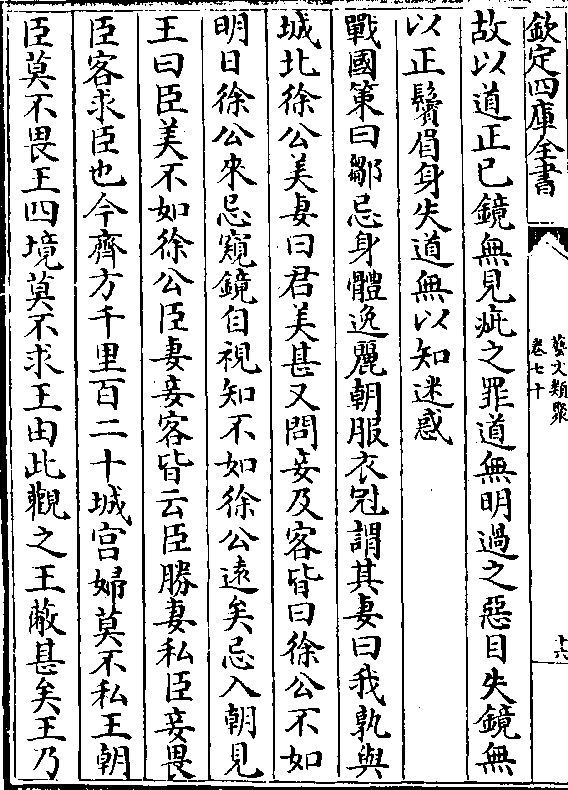 欽定四庫全書
藝文類聚
卷七十
十六
故以道正已鏡無見疵之罪道無明過之惡目失鏡無
以正鬢眉身失道無以知迷惑
戰國策曰鄒忌身體逸麗朝服衣冠謂其妻曰我孰與
城北徐公美妻曰君美甚又問妾及客皆曰徐公不如
明日徐公來忌窺鏡自視知不如徐公遠矣忌入朝見
王曰臣美不如徐公臣妻妾客皆云臣勝妻私臣妾畏
臣客求臣也今齊方千里百二十城宫婦莫不私王朝
臣莫不畏王四境莫不求王由此觀之王蔽甚矣王乃